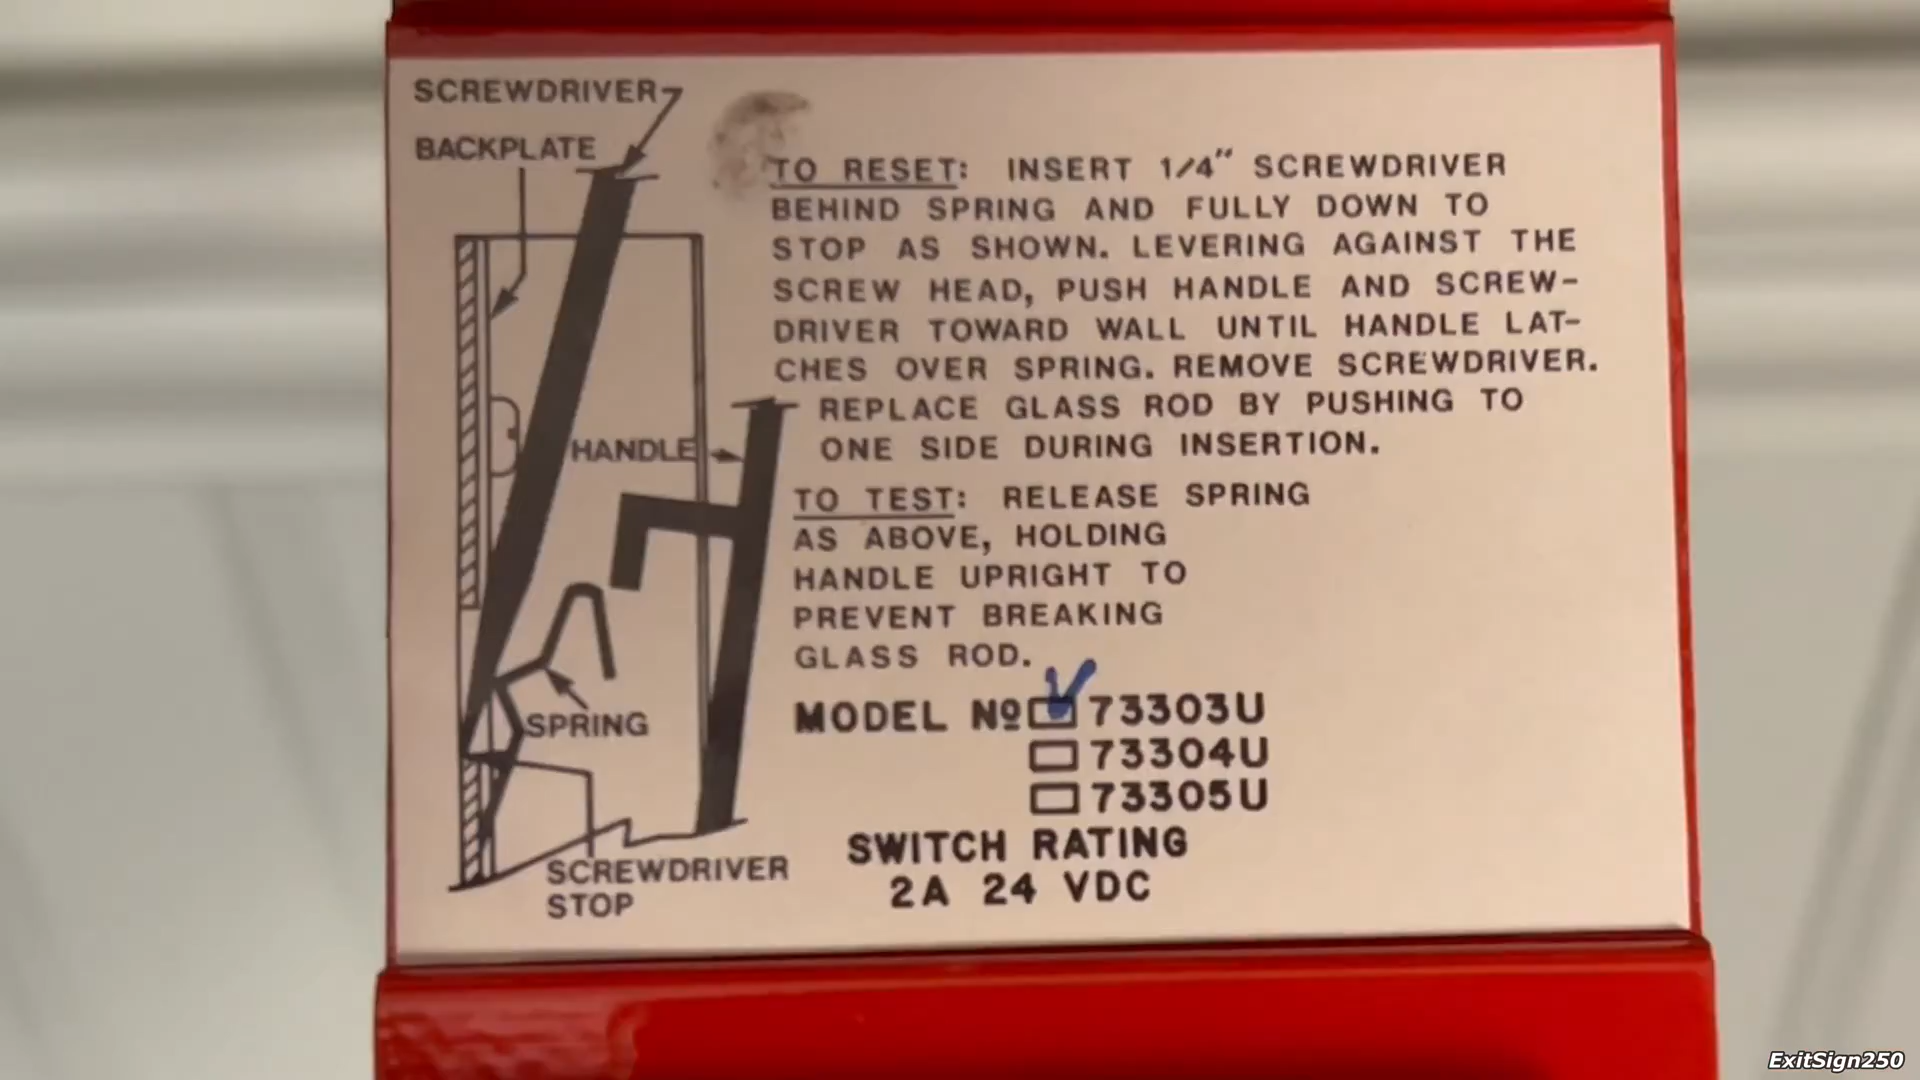 SCREWDRIVER
BACKPLATE
TO RESET: INSERT 1/4" SCREWDRIVER
BEHIND SPRING AND FULLY DOWN TO
STOP AS SHOWN. LEVERING AGAINST THE
SCREW HEAD, PUSH HANDLE AND SCREW-
DRIVER TOWARD WALL UNTIL HANDLE LAT-
CHES OVER SPRING. REMOVE SCREWDRIVER.
REPLACE GLASS ROD BY PUSHING TO
ONE SIDE DURING INSERTION.
HANDLE
TO TEST: RELEASE SPRING
AS ABOVE, HOLDING
HANDLE UPRIGHT TO
PREVENT BREAKING
GLASS ROD.
SPRING
MODEL Nº 73303U
73304U
73305U
SWITCH RATING
2A 24 VDC
SCREWDRIVER
STOP
ExitSign250